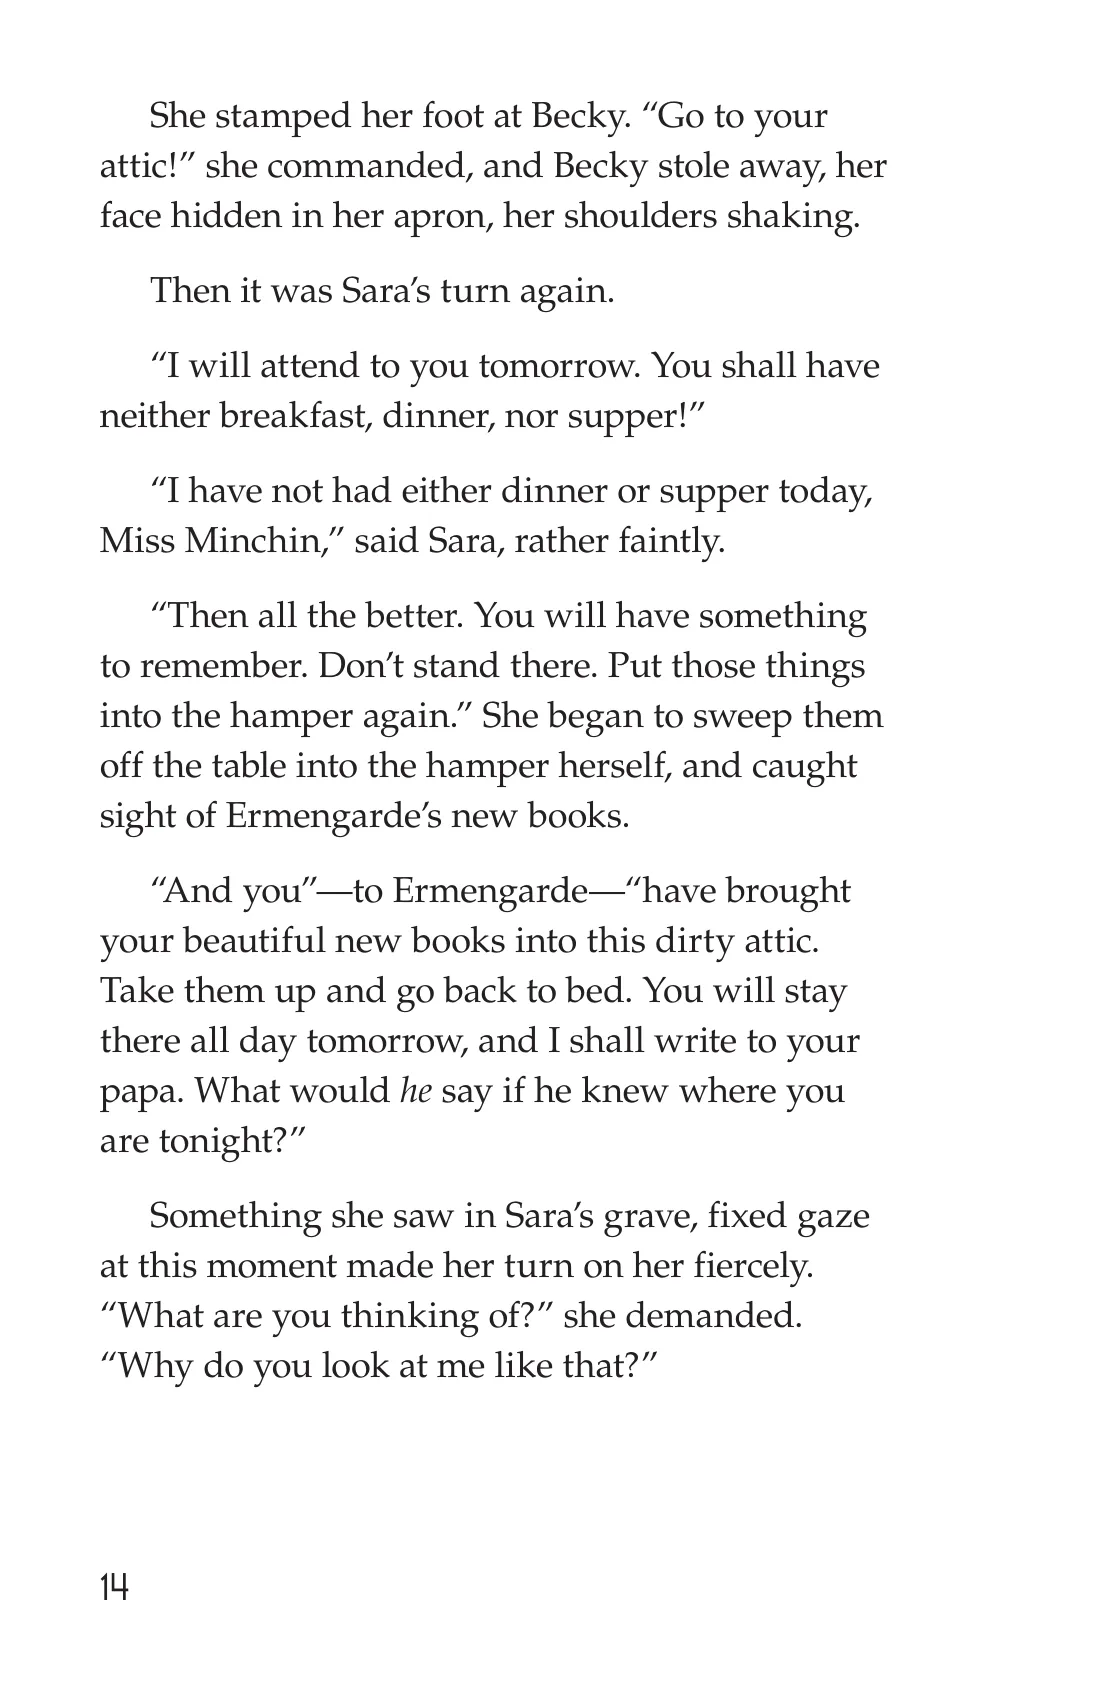 She stamped her foot at Becky. “Go to your
attic!” she commanded, and Becky stole away, her
face hidden in her apron, her shoulders shaking.
Then it was Sara’s turn again.
“I will attend to you tomorrow. You shall have
neither breakfast, dinner, nor supper!”
“I have not had either dinner or supper today,
Miss Minchin,” said Sara, rather faintly.
“Then all the better. You will have something
to remember. Don’t stand there. Put those things
into the hamper again.” She began to sweep them
off the table into the hamper herself, and caught
sight of Ermengarde’s new books.
“And you”—to Ermengarde—“have brought
your beautiful new books into this dirty attic.
Take them up and go back to bed. You will stay
there all day tomorrow, and I shall write to your
papa. What would he say if he knew where you
are tonight?”
Something she saw in Sara’s grave, fixed gaze
at this moment made her turn on her fiercely.
“What are you thinking of?” she demanded.
“Why do you look at me like that?”
14